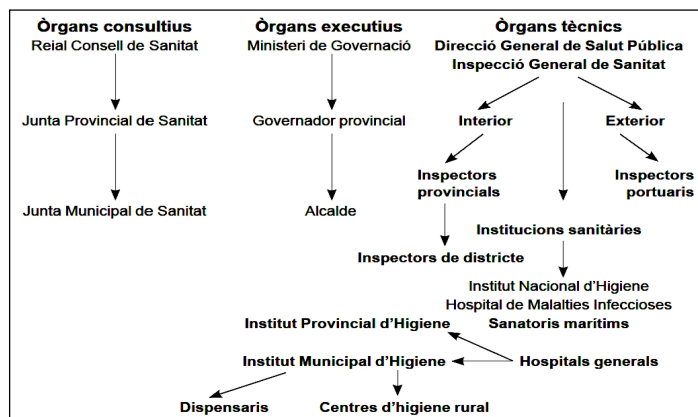 Òrgans consultius
Reial Consell de Sanitat
Òrgans executius
Ministeri de Governació
Òrgans tècnics
Direcció General de Salut Pública
Inspecció General de Sanitat
Junta Provincial de Sanitat
Governador provincial
Interior
Exterior
Inspectors
provincials
Inspectors
portuaris
Junta Municipal de Sanitat
Alcalde
Institucions sanitàries
Inspectors de districte
Institut Nacional d'Higiene
Hospital de Malalties Infeccioses
Sanatoris marítims
Institut Provincial d'Higiene
Institut Municipal d'Higiene
Hospitals generals
Dispensaris
Centres d'higiene rural